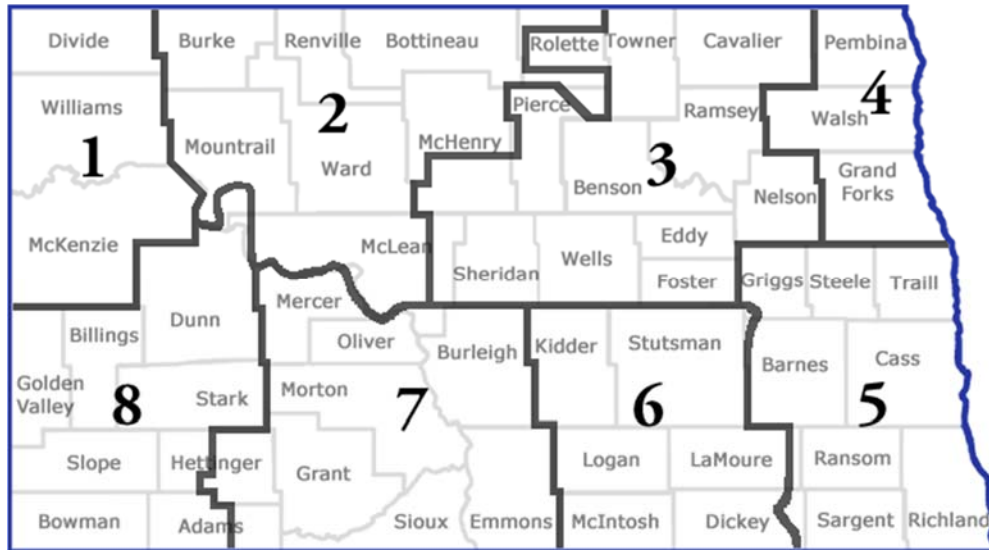 Divide
Burke
Renville
Bottineau
Rolette
Towner
Cavalier
Pembina
Williams
2
Pierce
Ramsey
4
Walsh
1
Mountrail
Ward
McHenry
3
Benson
Nelson
Grand
Forks
McKenzie
McLean
Sheridan
Wells
Eddy
Foster
Griggs
Steele
Traill
Billings
Dunn
Mercer
Oliver
Burleigh
Kidder
Stutsman
Barnes
Cass
Golden
Valley
8
Stark
Morton
7
6
5
Slope
Hettinger
Grant
Logan
LaMoure
Ransom
Bowman
Adams
Sioux
Emmons
McIntosh
Dickey
Sargent
Richland